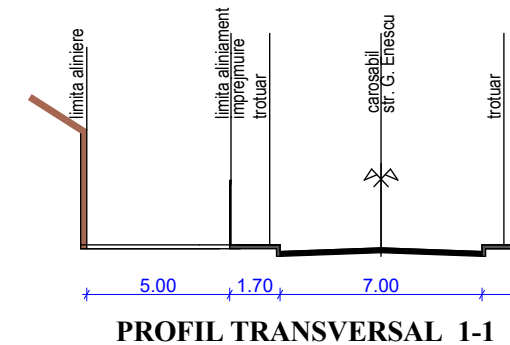 limita aliniere
limita aliniament
imprejmuire
trotuar
carosabil
str. G. Enescu
trotuar
5.00
1.70
7.00
PROFIL TRANSVERSAL 1-1